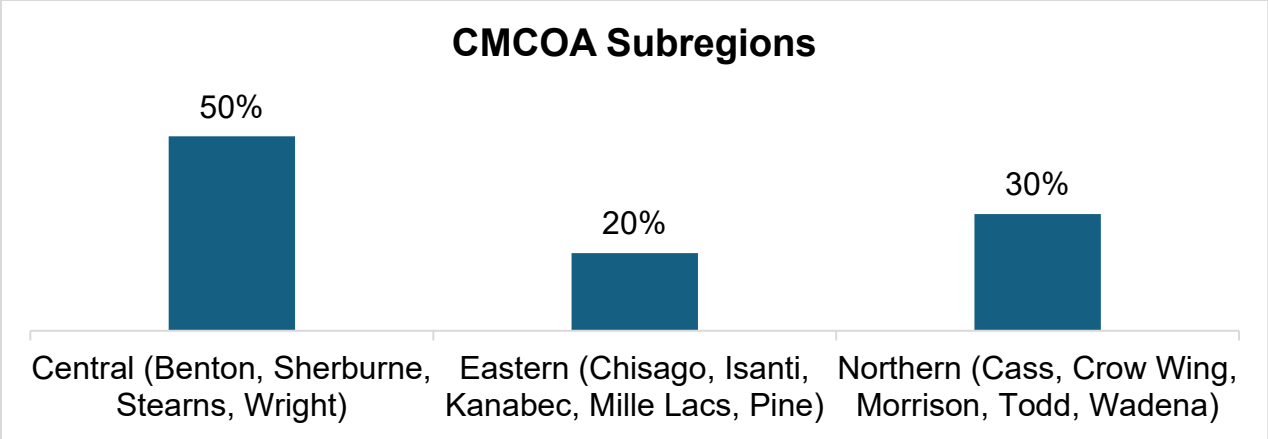 CMCOA Subregions
50%
20%
30%
Central (Benton, Sherburne,
Stearns, Wright)
Eastern (Chisago, Isanti,
Kanabec, Mille Lacs, Pine)
Northern (Cass, Crow Wing,
Morrison, Todd, Wadena)